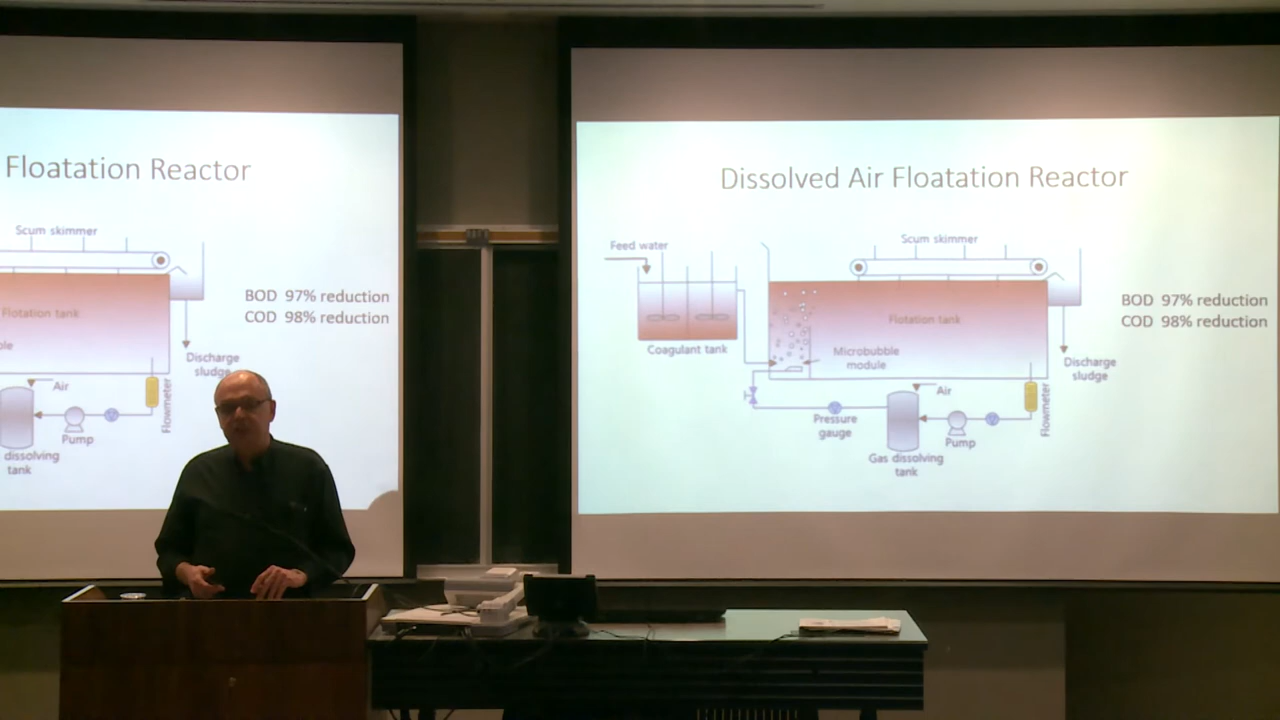 Floatation Reactor
Scum skimmer
BOD 97% reduction
COD 98% reduction
Flotation tank
ble
Discharge
sludge
Air
Flowmeter
Pump
dissolving
tank
Dissolved Air Floatation Reactor
Feed water
Scum skimmer
BOD 97% reduction
COD 98% reduction
Flotation tank
Coagulant tank
Microbubble
module
Discharge
sludge
Air
Flowmeter
Pressure
gauge
Pump
Gas dissolving
tank